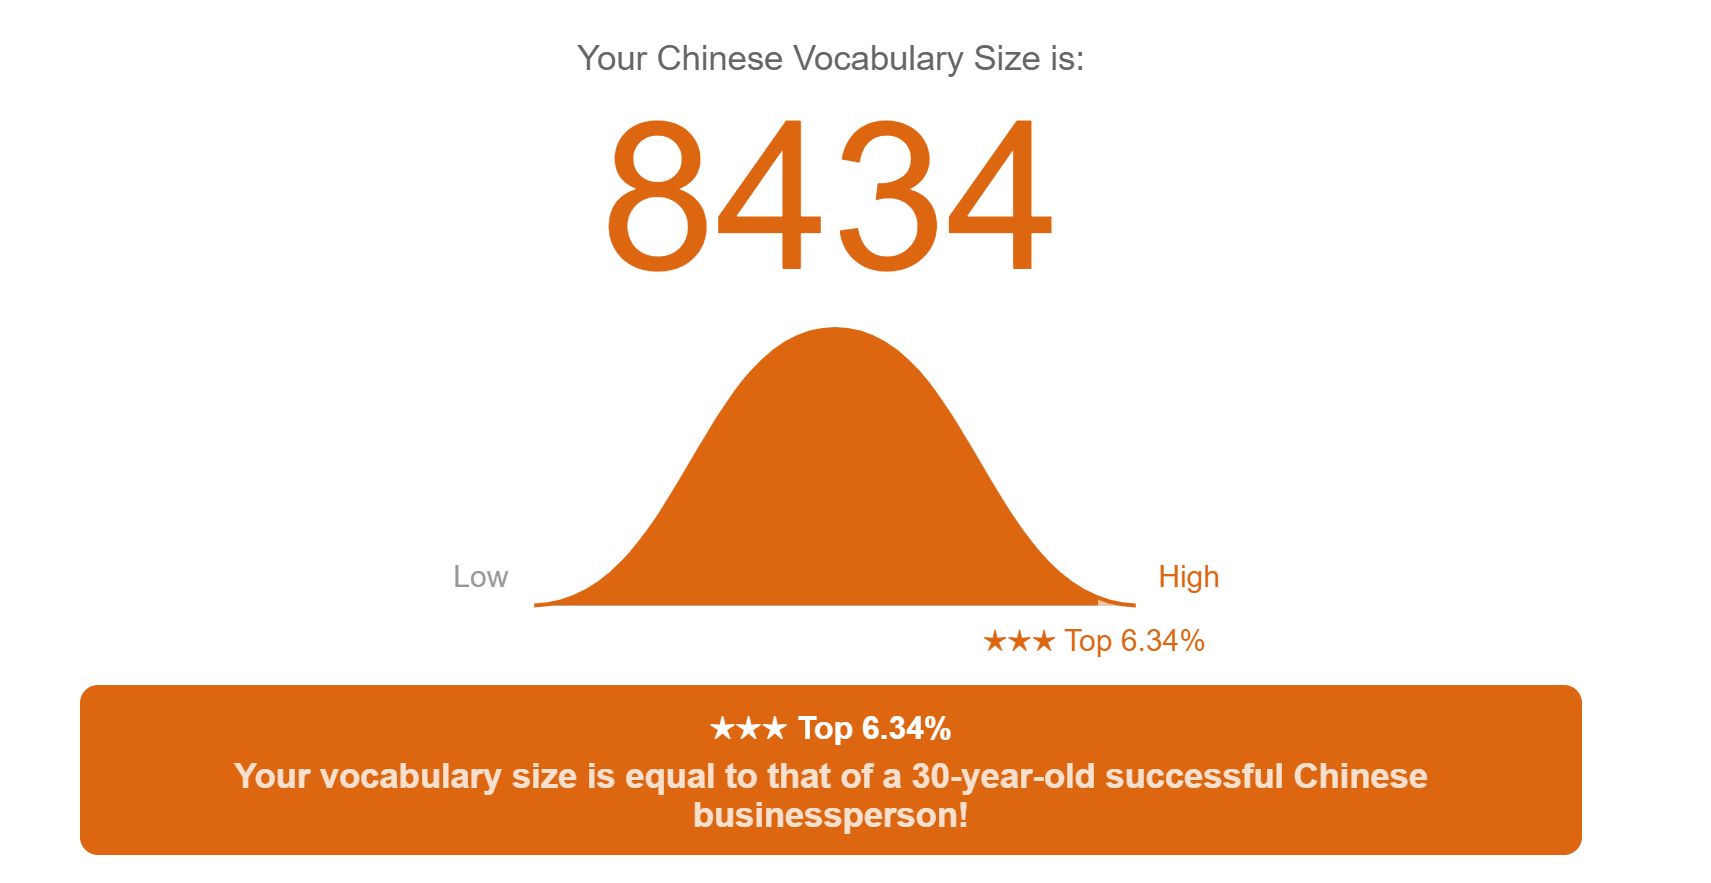 Your Chinese Vocabulary Size is:
8434
Low
High
★★★ Top 6.34%
★★★ Top 6.34%
Your vocabulary size is equal to that of a 30-year-old successful Chinese
businessperson!